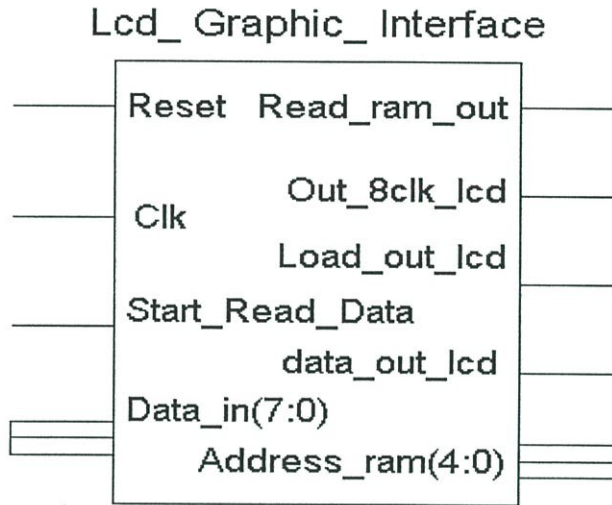 Lcd_ Graphic_ Interface
Reset Read_ram_out
Out_8clk_lcd
Clk
Load_out_lcd
Start_Read_Data
data_out_lcd
Data_in(7:0)
Address_ram(4:0)